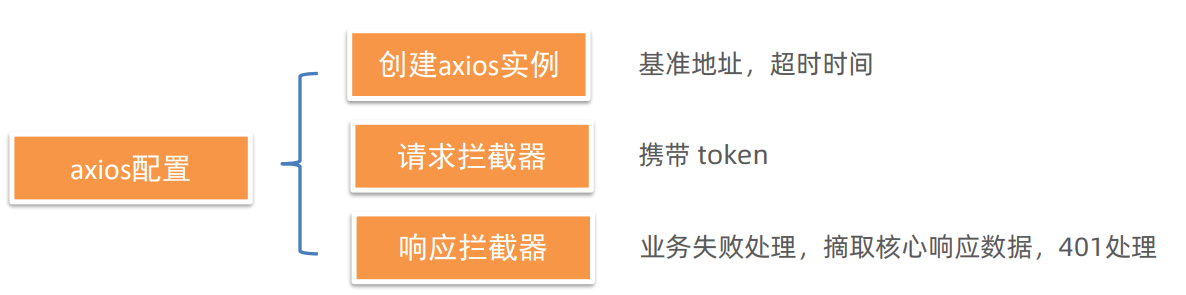 axios配置
创建axios实例
基准地址，超时时间
请求拦截器
携带 token
响应拦截器
业务失败处理，摘取核心响应数据，401处理